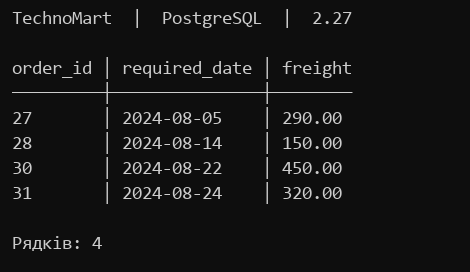 TechnoMart | PostgreSQL | 2.27
order_id | required_date | freight
27 | 2024-08-05 | 290.00
28 | 2024-08-14 | 150.00
30 | 2024-08-22 | 450.00
31 | 2024-08-24 | 320.00
Рядків: 4